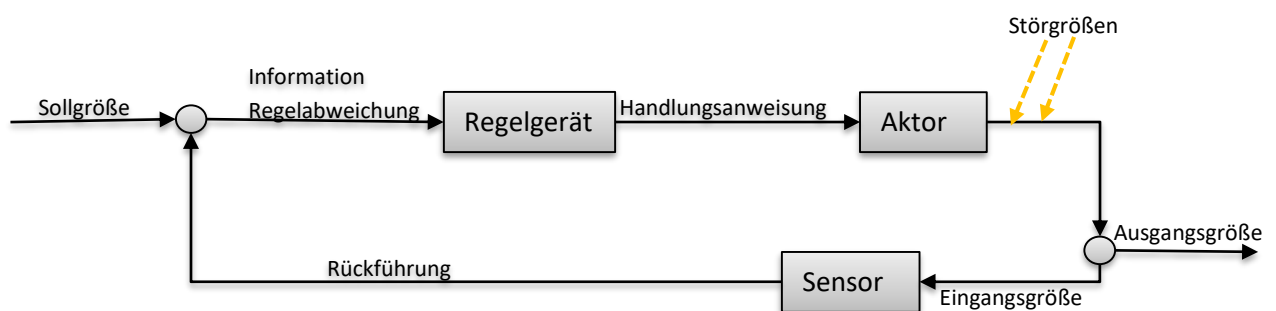 Störgrößen
Information
Sollgröße
Regelabweichung
Regelgerät
Handlungsanweisung
Aktor
Ausgangsgröße
Rückführung
Sensor
Eingangsgröße